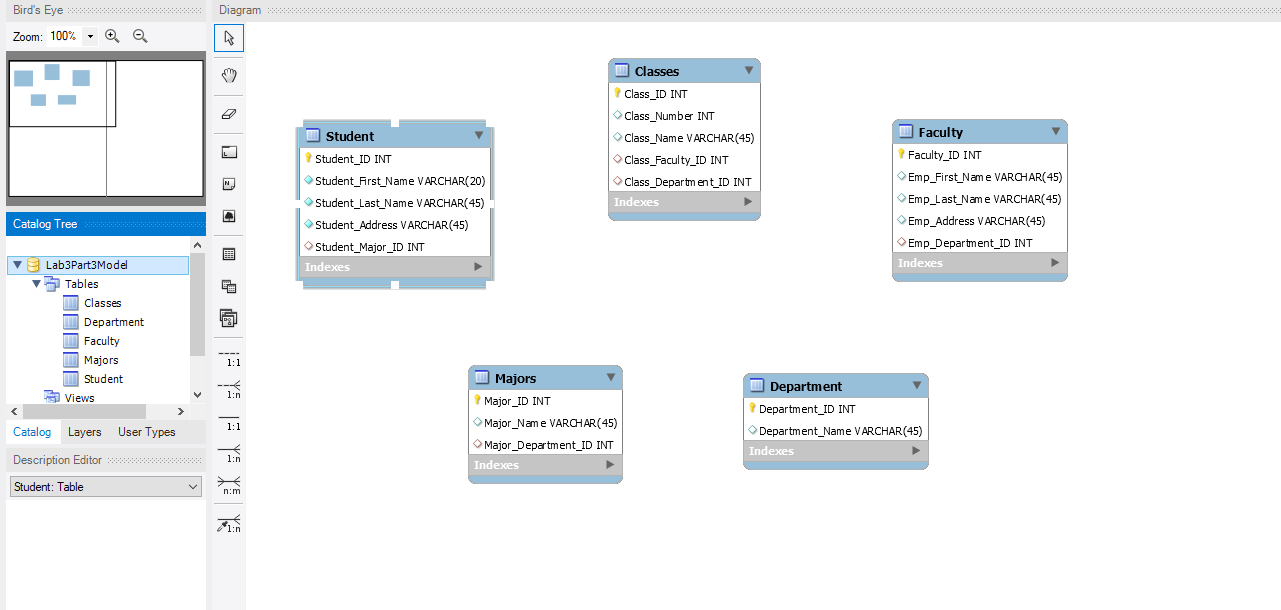 Bird's Eye
Zoom: 100%
Catalog Tree
Lab3Part3Model
Tables
Classes
Department
Faculty
Majors
Student
Views
Catalog Layers User Types
Description Editor
Student: Table
Diagram
1:1
1:n
1:1
1:n
n:m
1:n
Student
Student_ID INT
Student_First_Name VARCHAR(20)
Student_Last_Name VARCHAR(45)
Student_Address VARCHAR(45)
Student_Major_ID INT
Indexes
Classes
Class_ID INT
Class_Number INT
Class_Name VARCHAR(45)
Class_Faculty_ID INT
Class_Department_ID INT
Indexes
Faculty
Faculty_ID INT
Emp_First_Name VARCHAR(45)
Emp_Last_Name VARCHAR(45)
Emp_Address VARCHAR(45)
Emp_Department_ID INT
Indexes
Majors
Major_ID INT
Major_Name VARCHAR(45)
Major_Department_ID INT
Indexes
Department
Department_ID INT
Department_Name VARCHAR(45)
Indexes